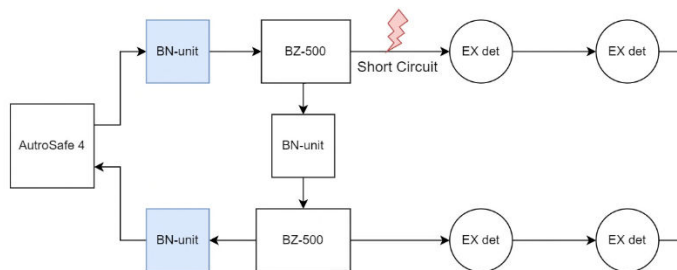 BN-unit
BZ-500
EX det
EX det
Short Circuit
AutroSafe 4
BN-unit
BN-unit
BZ-500
EX det
EX det